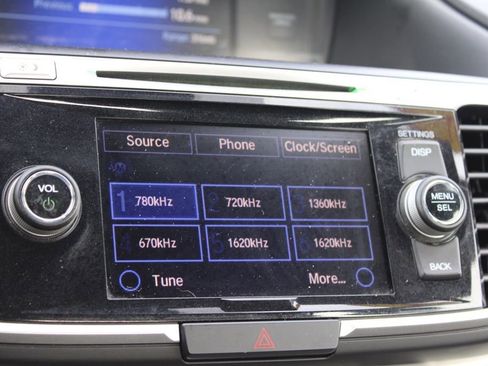 Source Phone Clock/Screen
SETTINGS
DISP
VOL
AM
1 780kHz 2 720kHz 3 1360kHz
MENU
SEL
4 670kHz 5 1620kHz 6 1620kHz
BACK
Tune More...